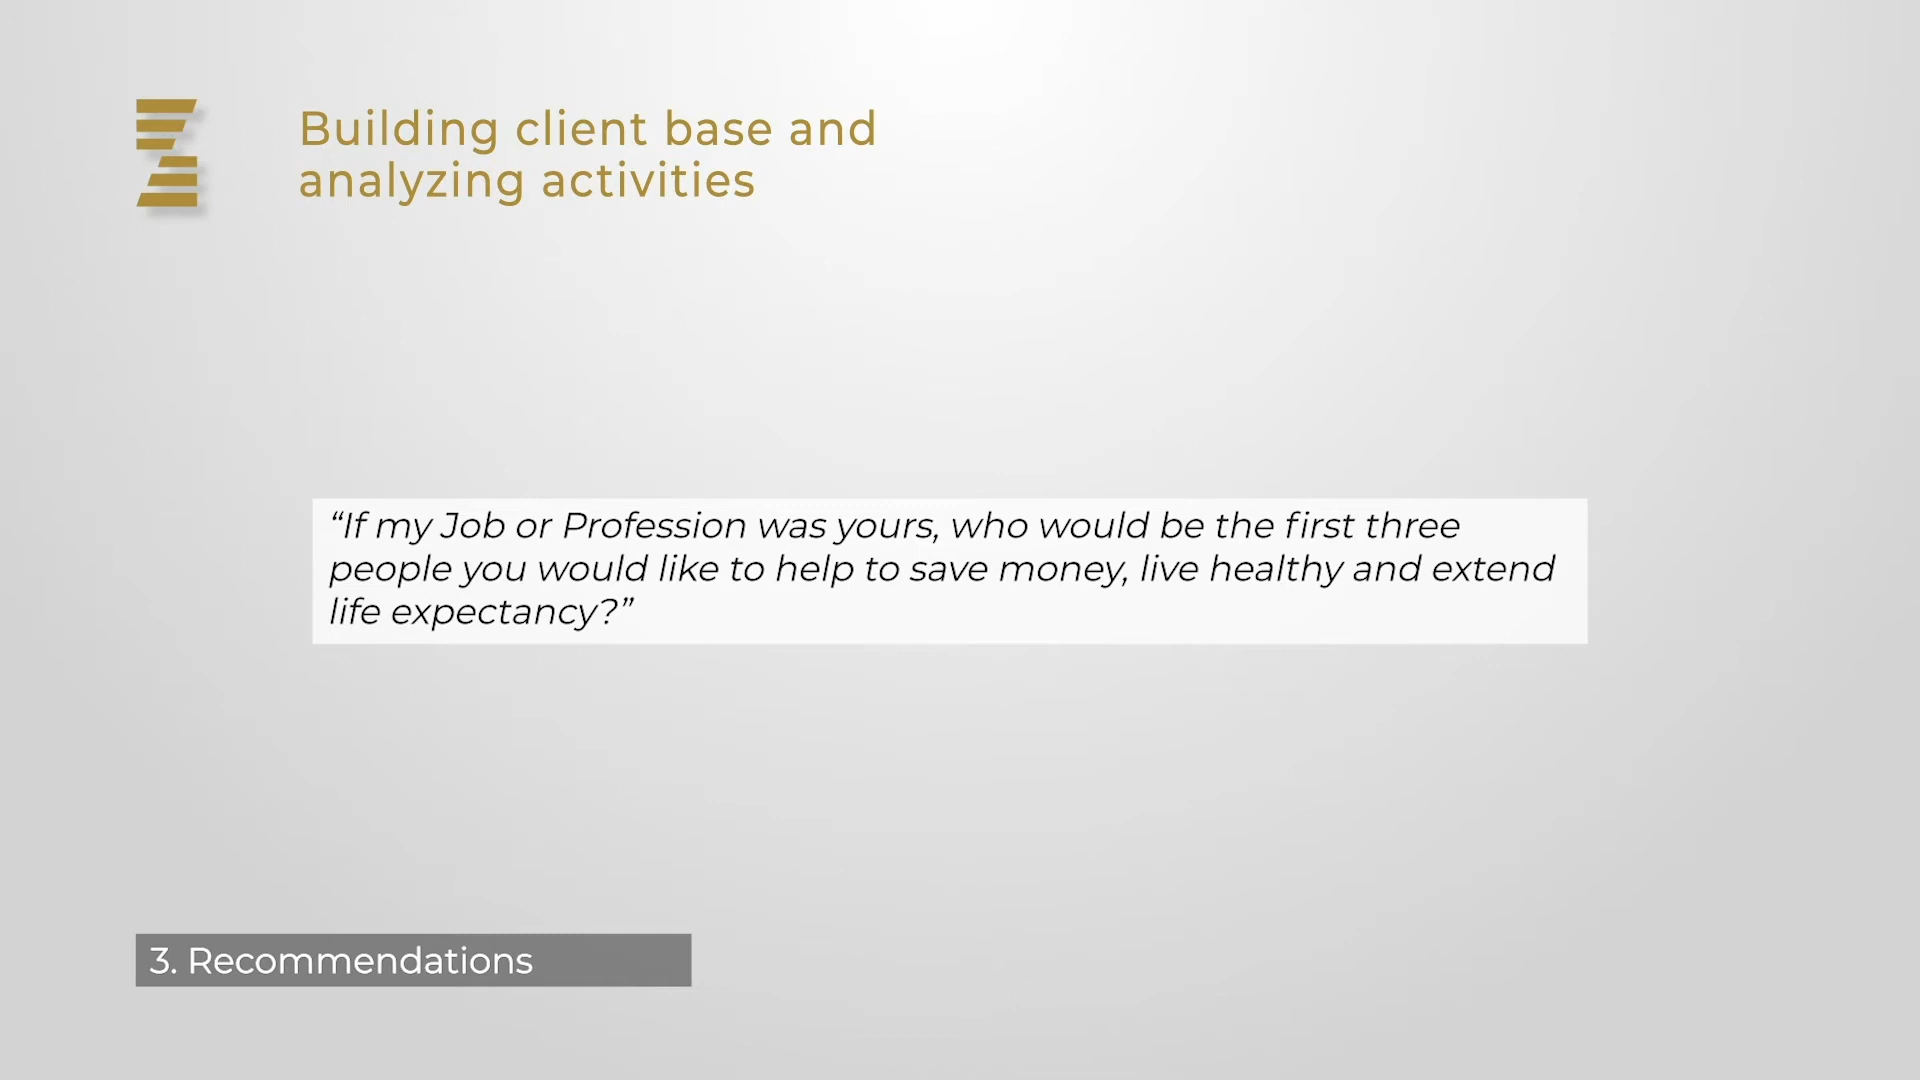 Building client base and
analyzing activities
“If my Job or Profession was yours, who would be the first three
people you would like to help to save money, live healthy and extend
life expectancy?”
3. Recommendations